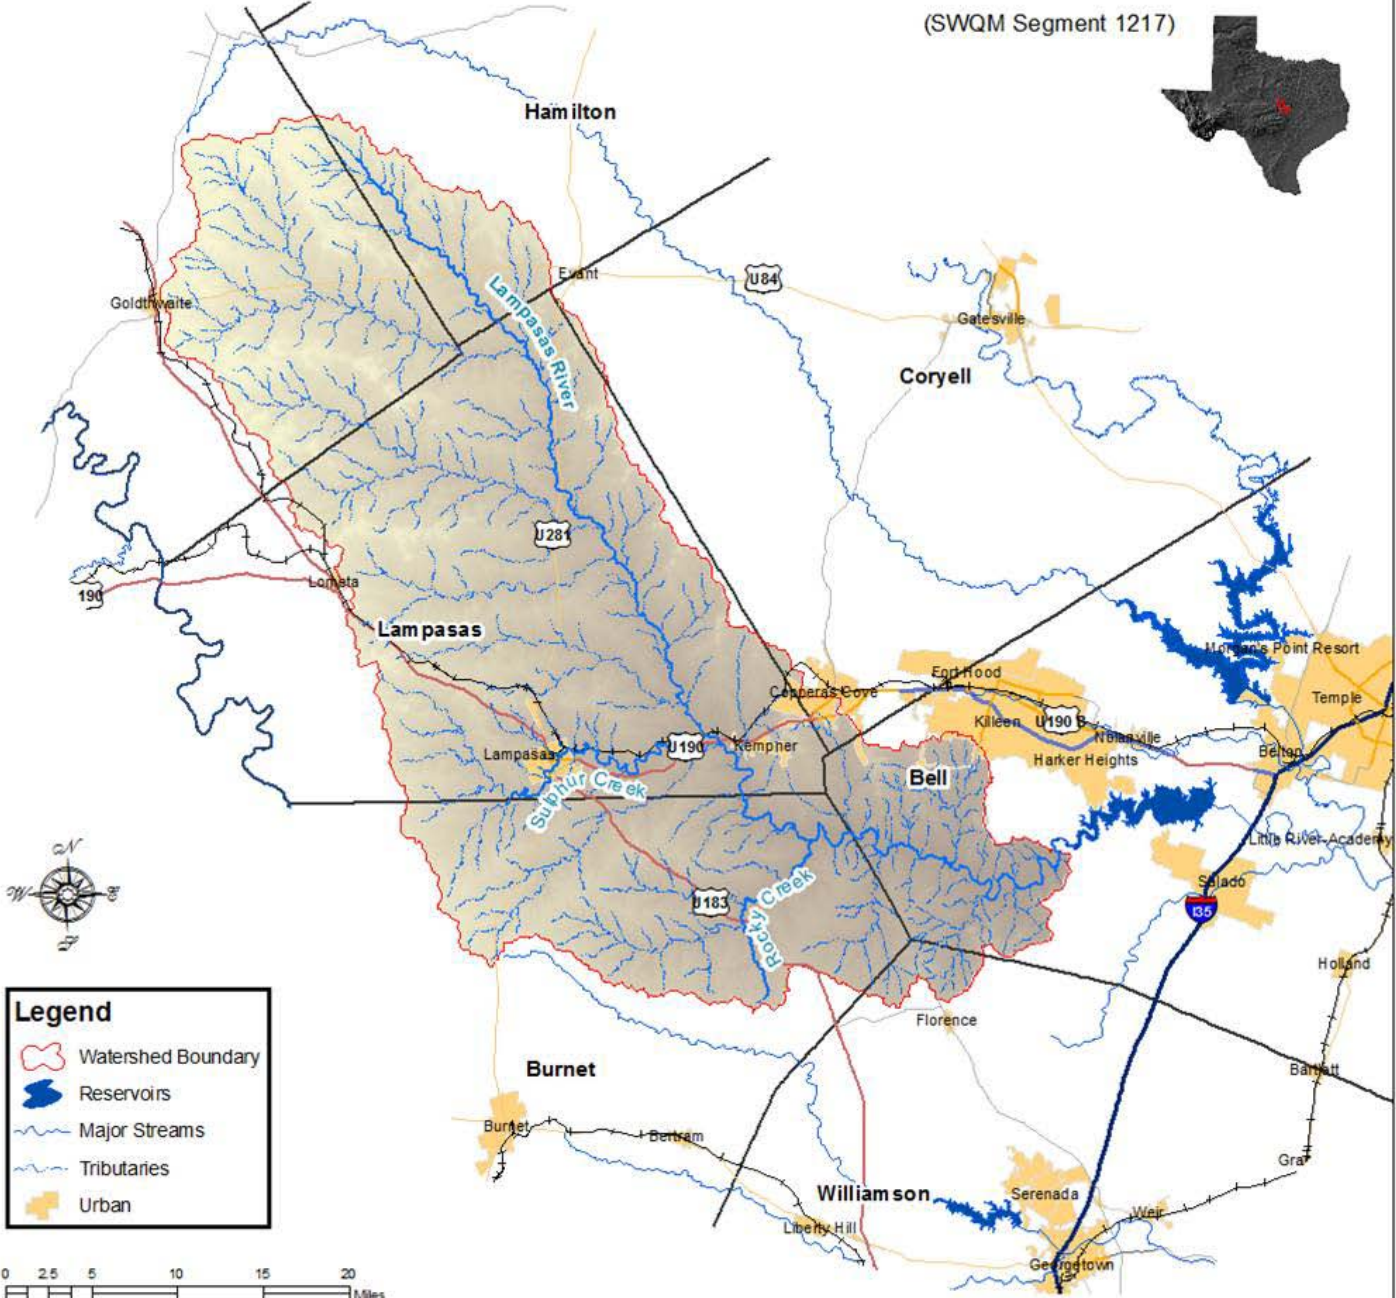 (SWQM Segment 1217)
Hamilton
Evant
U84
Goldthwaite
Lampasas River
Gatesville
Coryell
U281
Lometa
190
Lampasas
Morgan's Point Resort
Fort Hood
Copperas Cove
Temple
Killeen
U190 B
Nolanville
Lampasas
U190
Kempner
Belton
Harker Heights
Bell
Sulphur Creek
Little River-Academy
Salado
U183
I35
Rocky Creek
N
W
E
S
Holland
Florence
Legend
Watershed Boundary
Reservoirs
Major Streams
Tributaries
Urban
Burnet
Bartlett
Burnet
Bertram
Gra
Williamson
Serenada
Weir
Liberty Hill
Georgetown
0 2.5 5 10 15 20
Miles